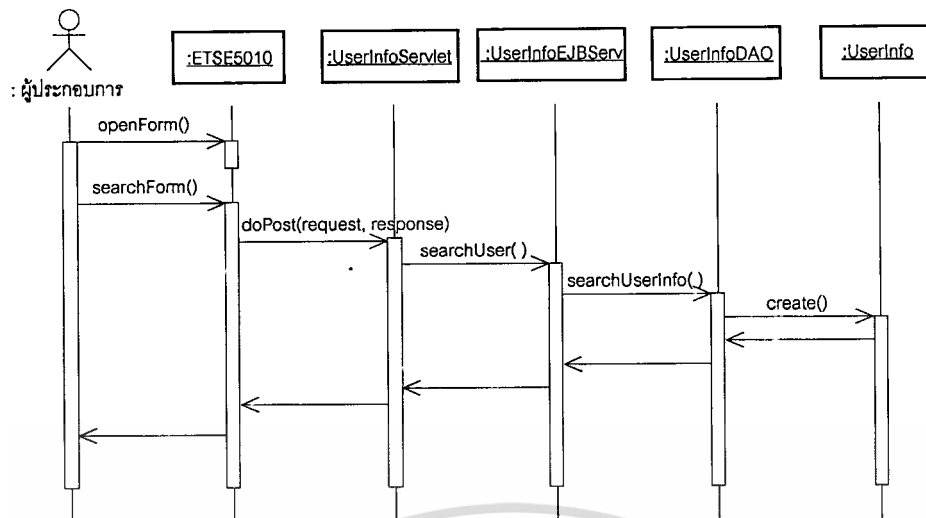 :ETSE5010
:UserInfoServlet
:UserInfoEJBServ
:UserInfoDAO
:UserInfo
: ผู้ประกอบการ
openForm()
searchForm()
doPost(request, response)
searchUser( )
searchUserInfo( )
create()